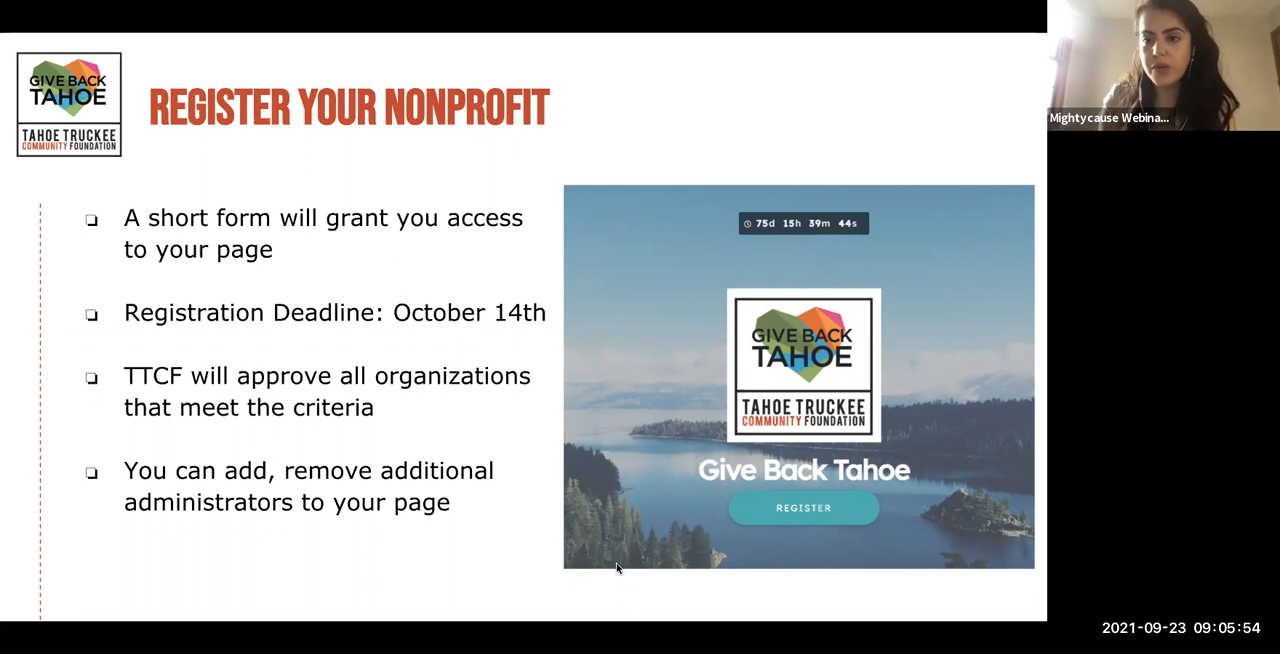 GIVE BACK
TAHOE
TAHOE TRUCKEE
COMMUNITY FOUNDATION
REGISTER YOUR NONPROFIT
Mightycause Webina...
❏ A short form will grant you access
to your page
❏ Registration Deadline: October 14th
❏ TTCF will approve all organizations
that meet the criteria
❏ You can add, remove additional
administrators to your page
75d 15h 39m 44s
GIVE BACK
TAHOE
TAHOE TRUCKEE
COMMUNITY FOUNDATION
Give Back Tahoe
REGISTER
2021-09-23 09:05:54